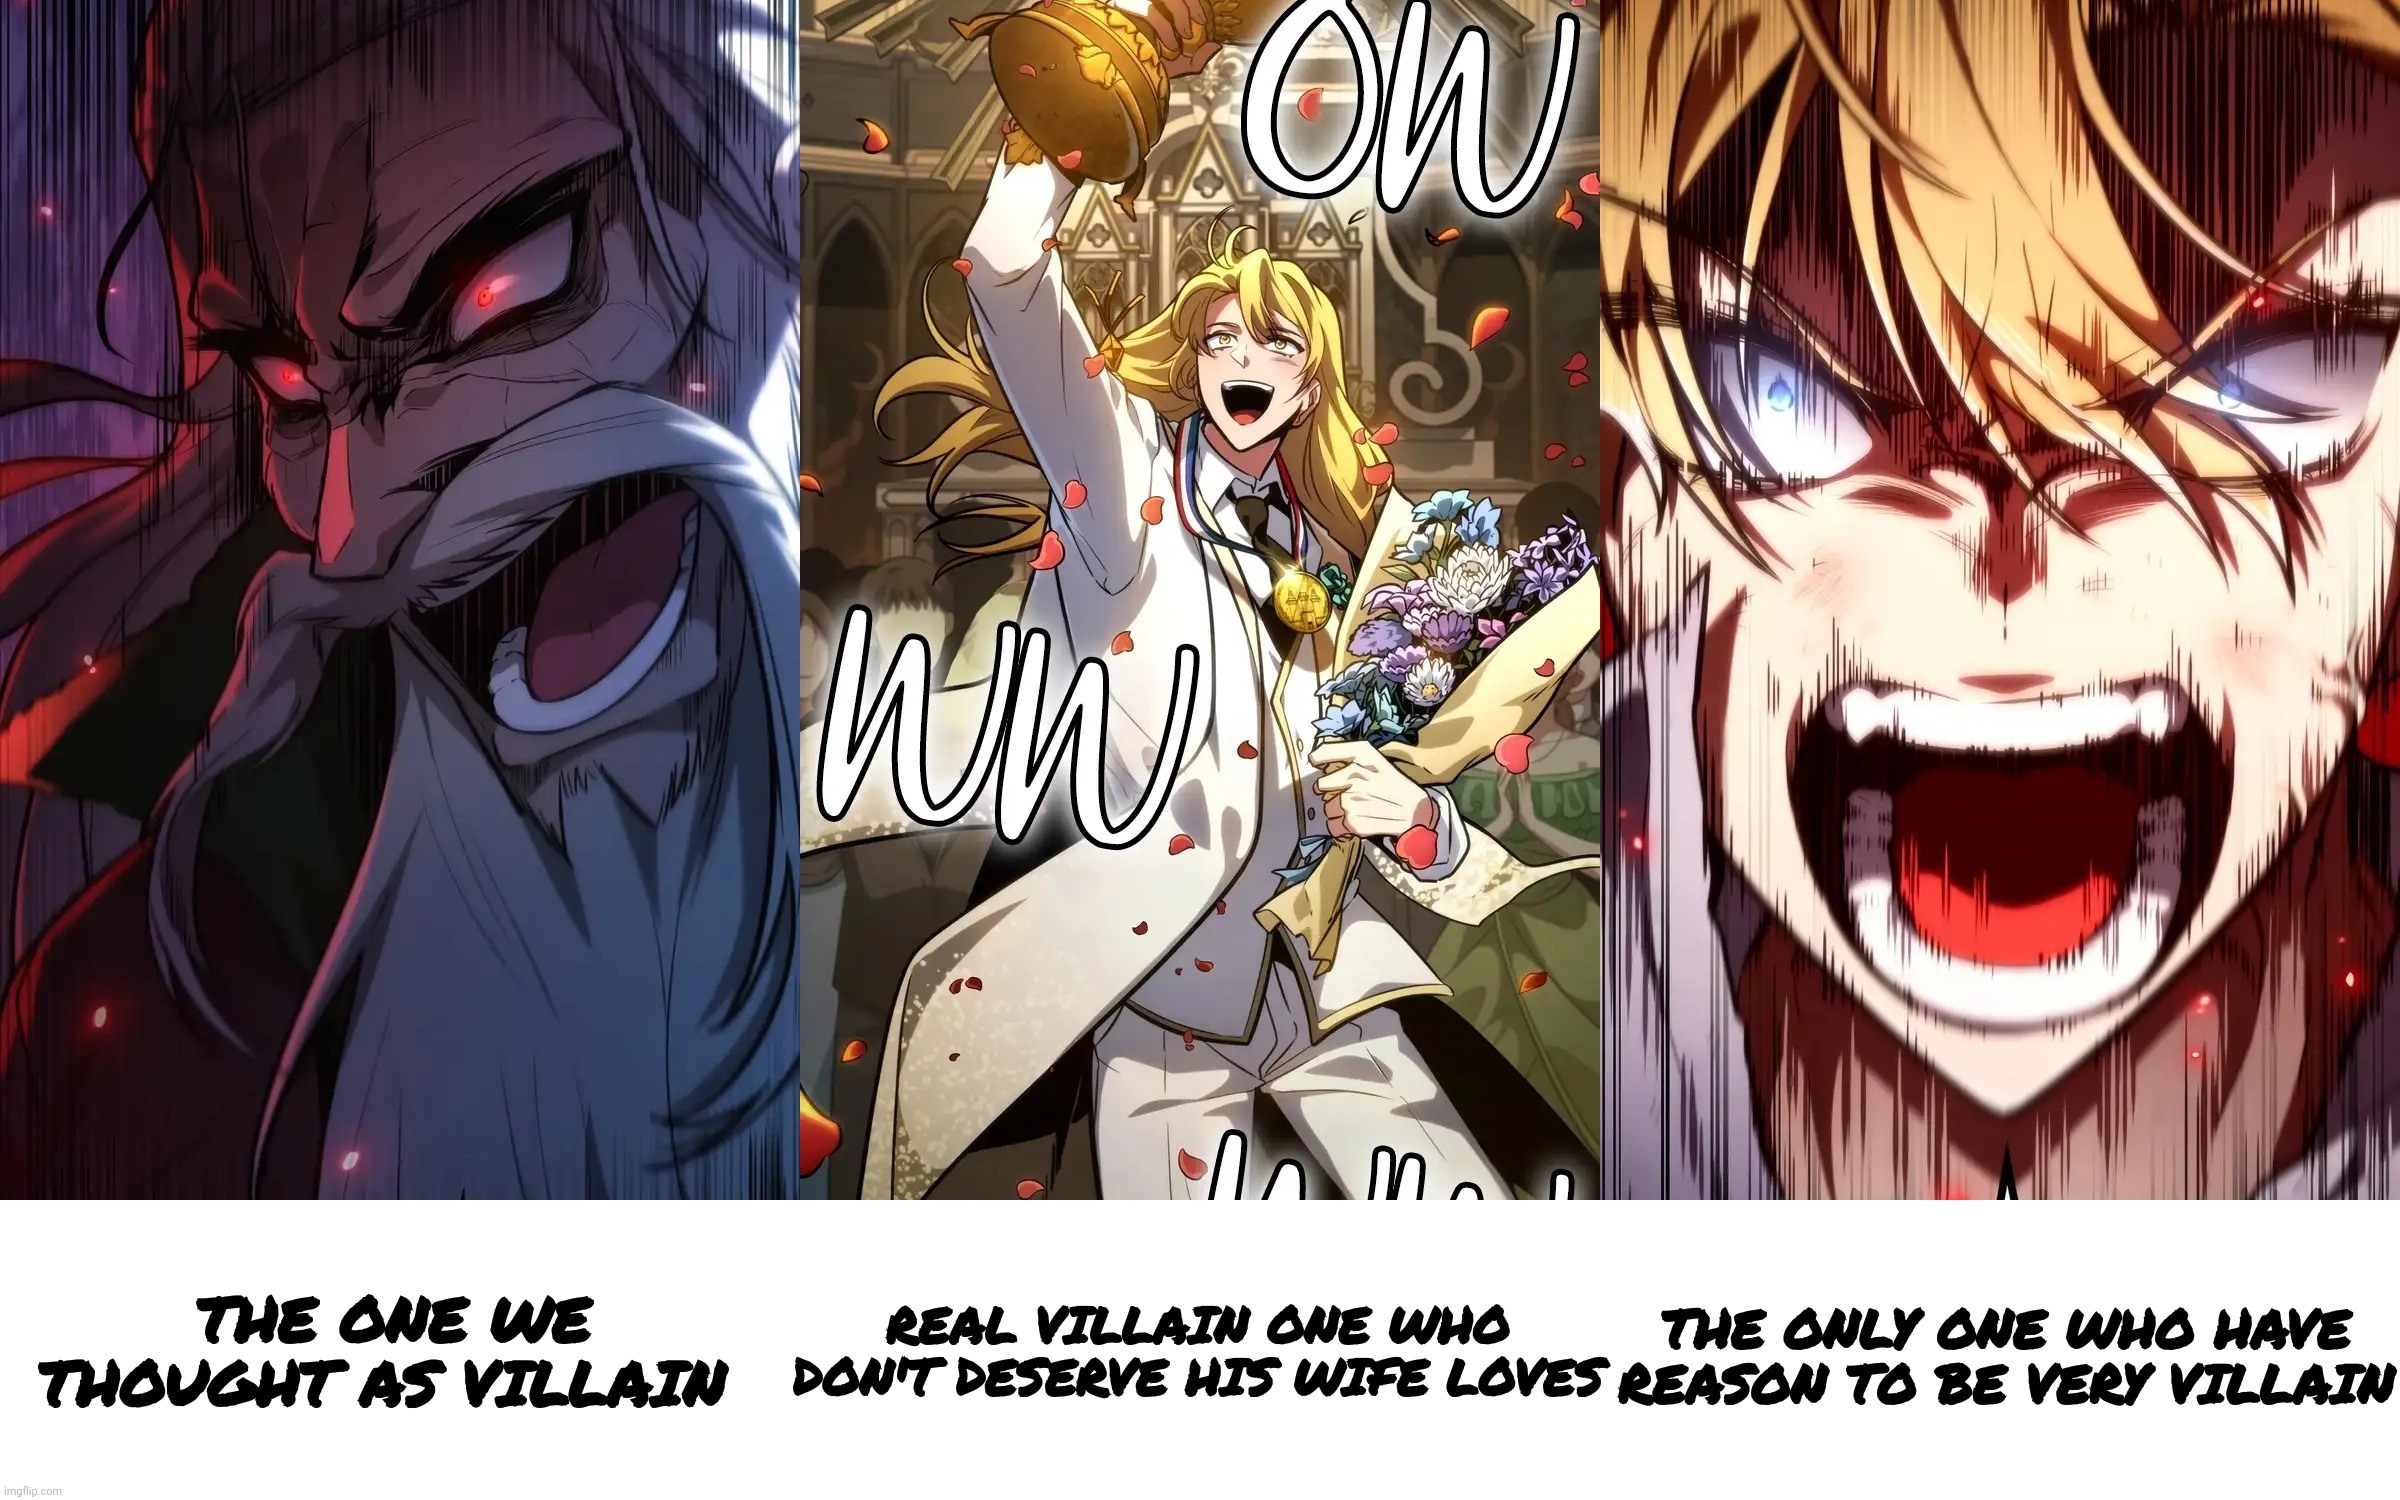 OW
WW
THE ONE WE
THOUGHT AS VILLAIN
REAL VILLAIN ONE WHO
DON'T DESERVE HIS WIFE LOVES
THE ONLY ONE WHO HAVE
REASON TO BE VERY VILLAIN
imgflip.com